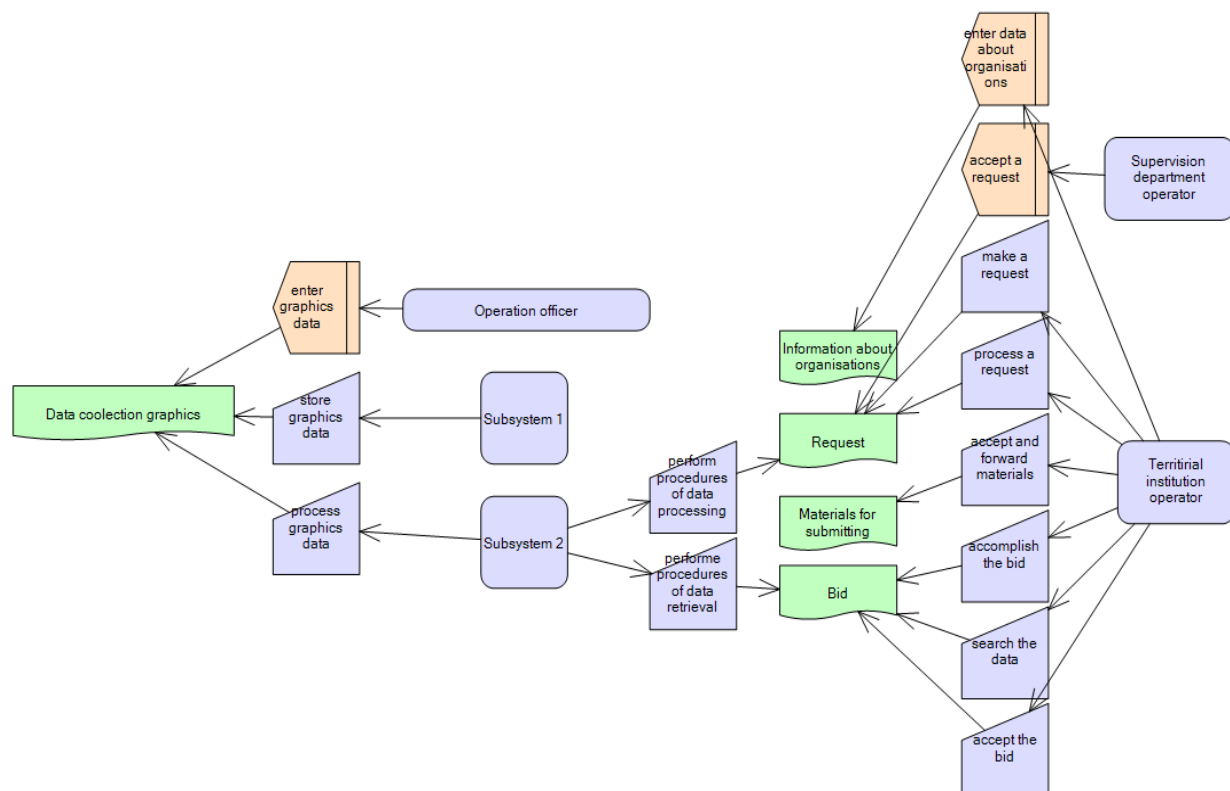 enter data
about
organisati
ons
accept a
request
Supervision
department
operator
make a
request
enter
graphics
data
Operation officer
Information about
organisations
process a
request
Data coolection graphics
store
graphics
data
Subsystem 1
Request
accept and
forward
materials
Territirial
institution
operator
perform
procedures
of data
processing
process
graphics
data
Subsystem 2
Materials for
submitting
accomplish
the bid
performe
procedures
of data
retrieval
Bid
search the
data
accept the
bid